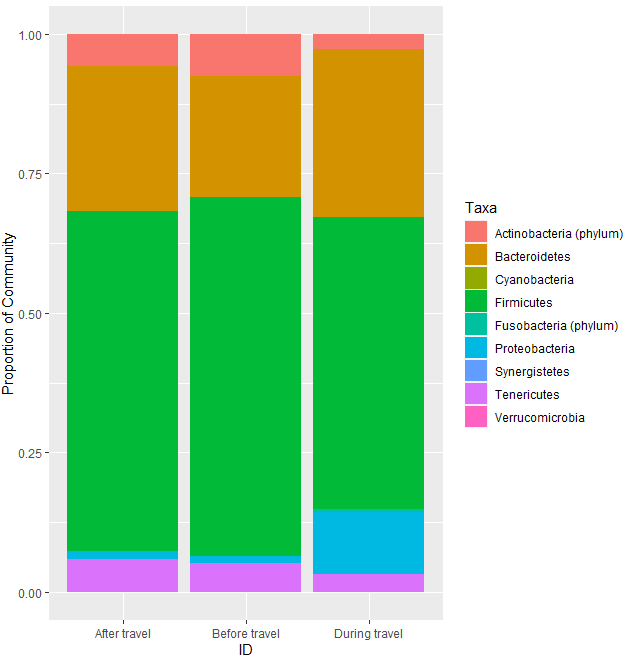 Proportion of Community
1.00
0.75
0.50
0.25
0.00
After travel
Before travel
During travel
ID
Taxa
Actinobacteria (phylum)
Bacteroidetes
Cyanobacteria
Firmicutes
Fusobacteria (phylum)
Proteobacteria
Synergistetes
Tenericutes
Verrucomicrobia